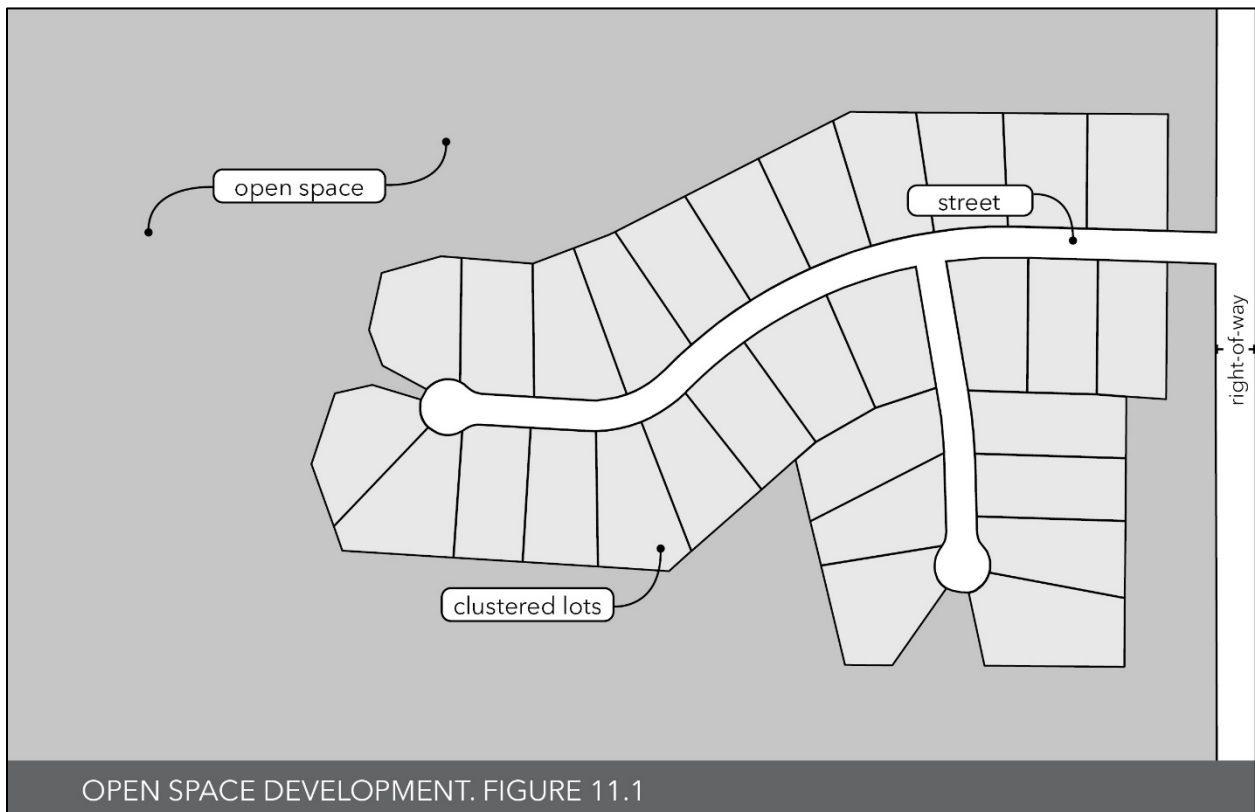 open space
street
right-of-way
clustered lots
OPEN SPACE DEVELOPMENT. FIGURE 11.1